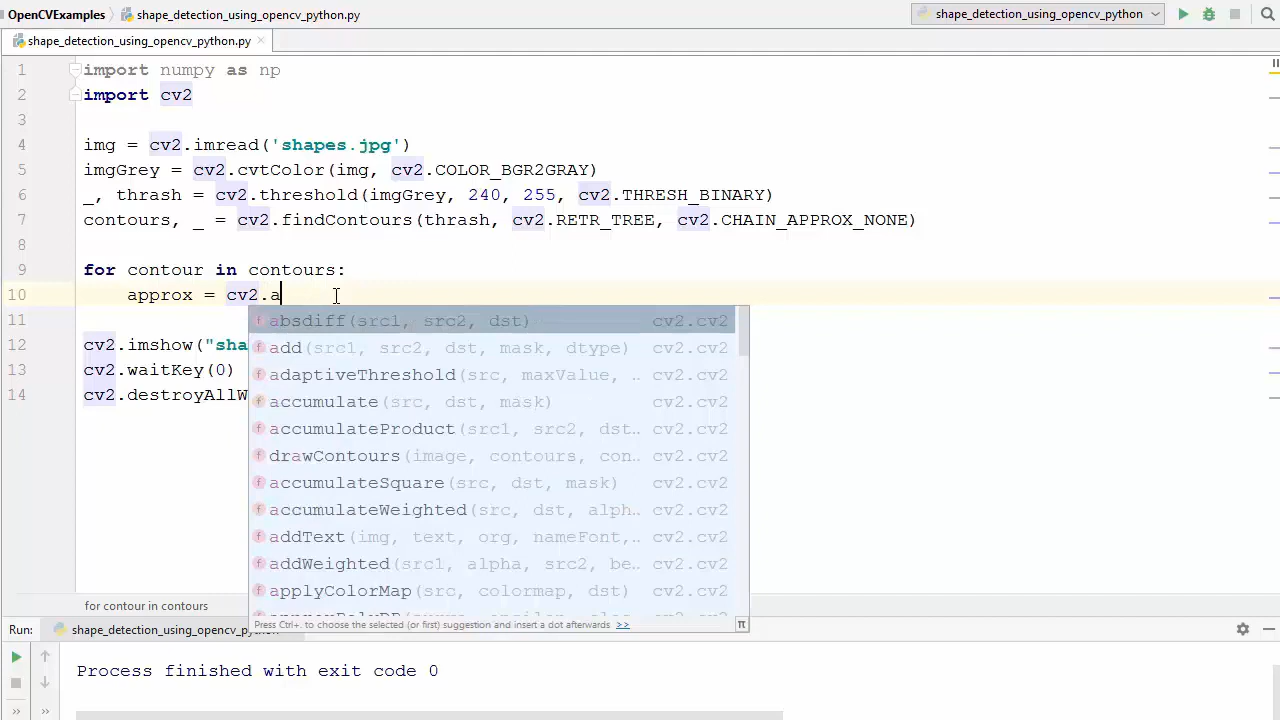 OpenCVExamples shape_detection_using_opencv_python.py shape_detection_using_opencv_python
shape_detection_using_opencv_python.py
1 import numpy as np
2 import cv2
3
4 img = cv2.imread('shapes.jpg')
5 imgGrey = cv2.cvtColor(img, cv2.COLOR_BGR2GRAY)
6 _, thrash = cv2.threshold(imgGrey, 240, 255, cv2.THRESH_BINARY)
7 contours, _ = cv2.findContours(thrash, cv2.RETR_TREE, cv2.CHAIN_APPROX_NONE)
8
9 for contour in contours:
10 approx = cv2.a
11 absdiff(src1, src2, dst) cv2.cv2
12 cv2.imshow("sha
add(src1, src2, dst, mask, dtype) cv2.cv2
13 cv2.waitKey(0) adaptiveThreshold(src, maxValue, .. cv2.cv2
14 cv2.destroyAllW accumulate(src, dst, mask) cv2.cv2
accumulateProduct(src1, src2, dst.. cv2.cv2
drawContours(image, contours, con.. cv2.cv2
accumulateSquare(src, dst, mask) cv2.cv2
accumulateWeighted(src, dst, alph.. cv2.cv2
addText(img, text, org, nameFont,.. cv2.cv2
addWeighted(src1, alpha, src2, be.. cv2.cv2
applyColorMap(src, colormap, dst) cv2.cv2
for contour in contours
Press Ctrl+. to choose the selected (or first) suggestion and insert a dot afterwards >> π
Run: shape_detection_using_opencv_python
Process finished with exit code 0